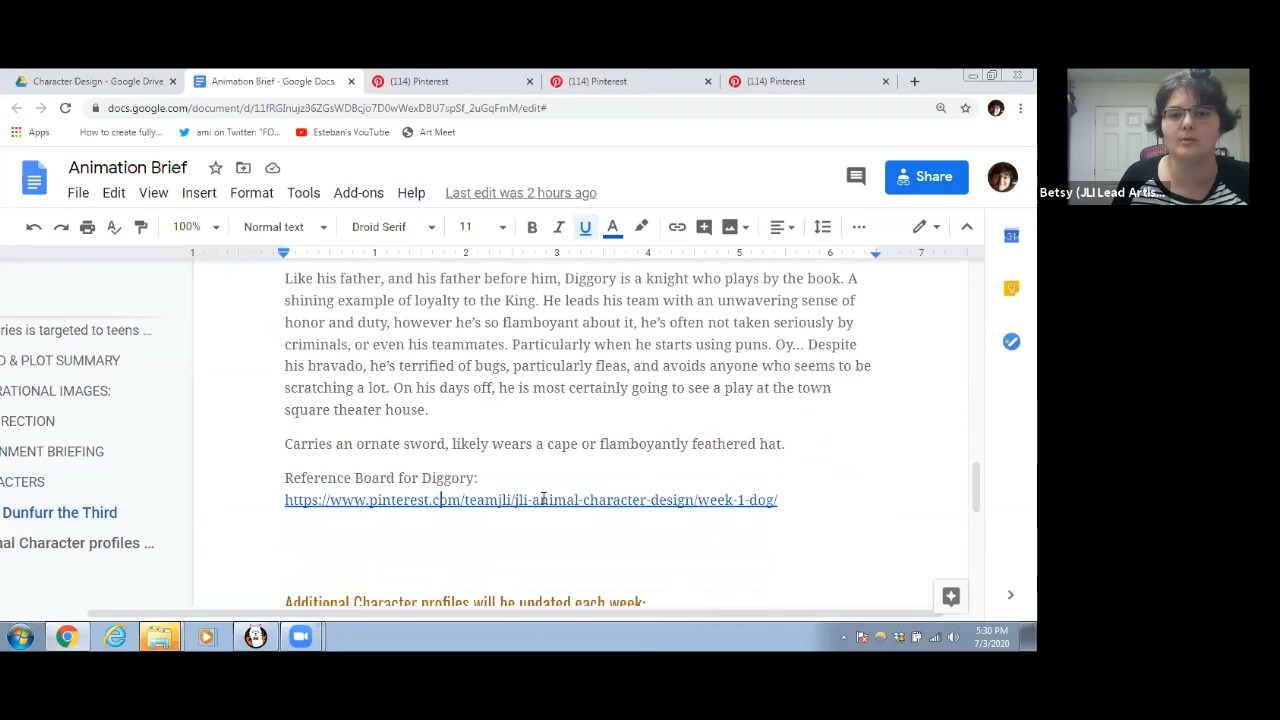 Character Design - Google Drive
Animation Brief - Google Docs
(114) Pinterest
(114) Pinterest
(114) Pinterest
docs.google.com/document/d/11fRGInujz36ZGsWDBcjo7D0wWexDBU7spSf_2uGqFmM/edit#
Apps
How to create fully...
ami on Twitter: "FO...
Esteban's YouTube
Art Meet
Animation Brief
Share
File Edit View Insert Format Tools Add-ons Help Last edit was 2 hours ago
100% Normal text Droid Serif 11
1 1 2 3 4 5 6 7
Like his father, and his father before him, Diggory is a knight who plays by the book. A
shining example of loyalty to the King. He leads his team with an unwavering sense of
honor and duty, however he's so flamboyant about it, he's often not taken seriously by
criminals, or even his teammates. Particularly when he starts using puns. Oy... Despite
his bravado, he's terrified of bugs, particularly fleas, and avoids anyone who seems to be
scratching a lot. On his days off, he is most certainly going to see a play at the town
square theater house.
Carries an ornate sword, likely wears a cape or flamboyantly feathered hat.
Reference Board for Diggory:
https://www.pinterest.com/teamjli/jli-animal-character-design/week-1-dog/
Additional Character profiles will be updated each week:
eries is targeted to teens ...
D & PLOT SUMMARY
RATIONAL IMAGES:
RECTION
NMENT BRIEFING
ACTERS
Dunfurr the Third
nal Character profiles ...
31
5:30 PM
7/3/2020
Betsy (JLI Lead Artis...